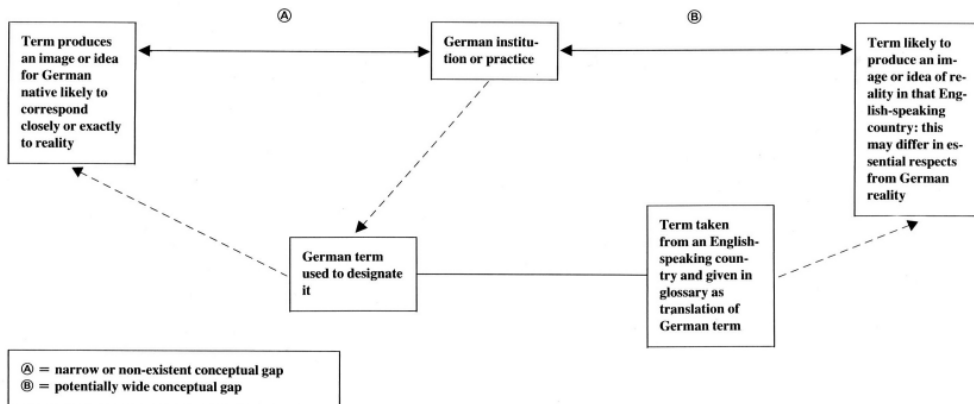 Ⓐ
Ⓑ
Term produces
an image or idea
for German
native likely to
correspond
closely or exactly
to reality
German institu-
tion or practice
Term likely to
produce an im-
age or idea of re-
ality in that Eng-
lish-speaking
country: this
may differ in es-
sential respects
from German
reality
German term
used to designate
it
Term taken
from an English-
speaking coun-
try and given in
glossary as
translation of
German term
Ⓐ = narrow or non-existent conceptual gap
Ⓑ = potentially wide conceptual gap